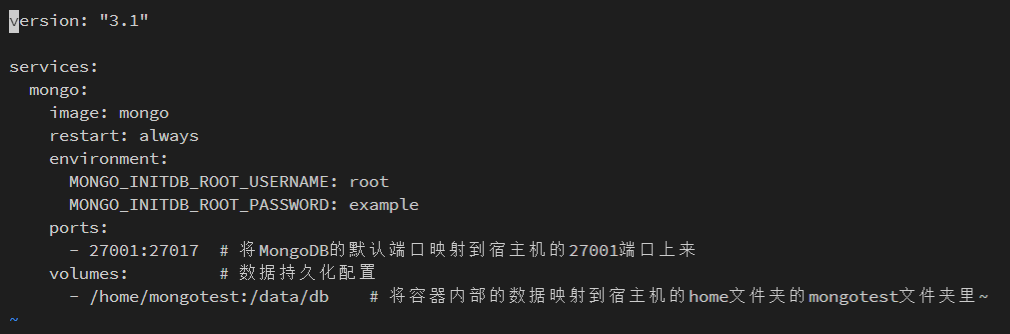 version: "3.1"

services:
  mongo:
    image: mongo
    restart: always
    environment:
      MONGO_INITDB_ROOT_USERNAME: root
      MONGO_INITDB_ROOT_PASSWORD: example
    ports:
      - 27001:27017  # 将MongoDB的默认端口映射到宿主机的27001端口上来
    volumes:         # 数据持久化配置
      - /home/mongotest:/data/db    # 将容器内部的数据映射到宿主机的home文件夹的mongotest文件夹里~
~